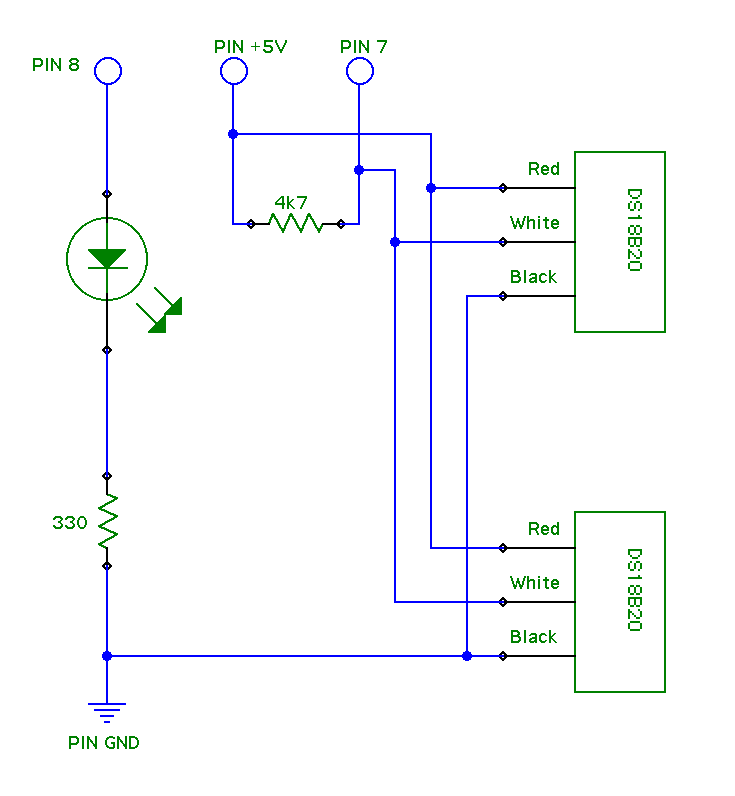 PIN 8
PIN +5V
PIN 7
4k7
Red
White
Black
DS18B20
330
Red
White
Black
DS18B20
PIN GND